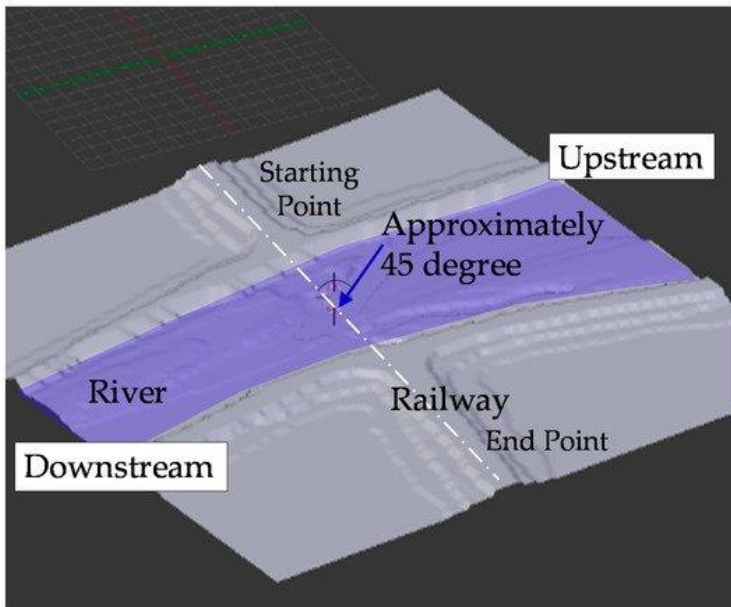 Starting
Point
Upstream
Approximately
45 degree
River
Railway
End Point
Downstream